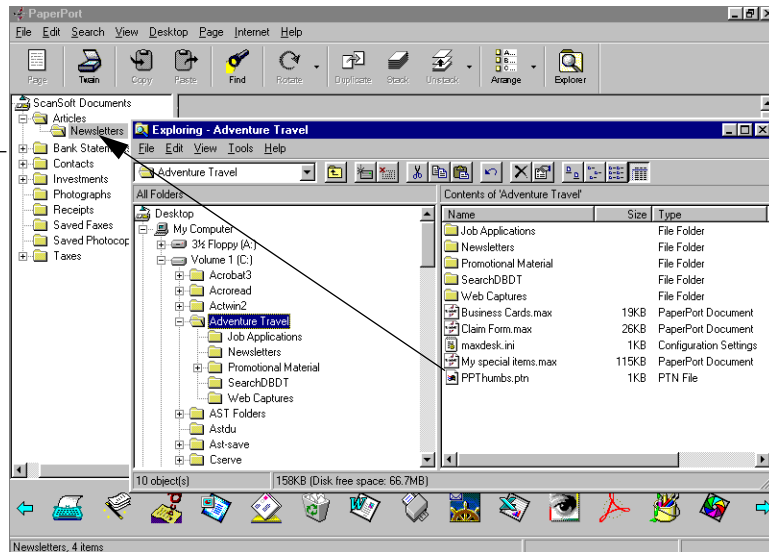 PaperPort
File Edit Search View Desktop Page Internet Help
Page Twain Copy Paste Find Rotate Duplicate Stack Unstack Arrange Explorer
ScanSoft Documents
Articles
Newsletters
Bank Statements
Contacts
Investments
Photographs
Receipts
Saved Faxes
Saved Photocop
Taxes
Exploring - Adventure Travel
File Edit View Tools Help
Adventure Travel
All Folders
Contents of 'Adventure Travel'
Desktop
My Computer
3½ Floppy (A:)
Volume 1 (C:)
Acrobat3
Acroread
Actwin2
Adventure Travel
Job Applications
Newsletters
Promotional Material
SearchDBDT
Web Captures
AST Folders
Astdu
Ast-save
Cserve
Name Size Type
Job Applications File Folder
Newsletters File Folder
Promotional Material File Folder
SearchDBDT File Folder
Web Captures File Folder
Business Cards.max 19KB PaperPort Document
Claim Form.max 26KB PaperPort Document
maxdesk.ini 1KB Configuration Settings
My special items.max 115KB PaperPort Document
PPThumbs.ptn 1KB PTN File
10 object(s) 158KB (Disk free space: 66.7MB)
Newsletters, 4 items